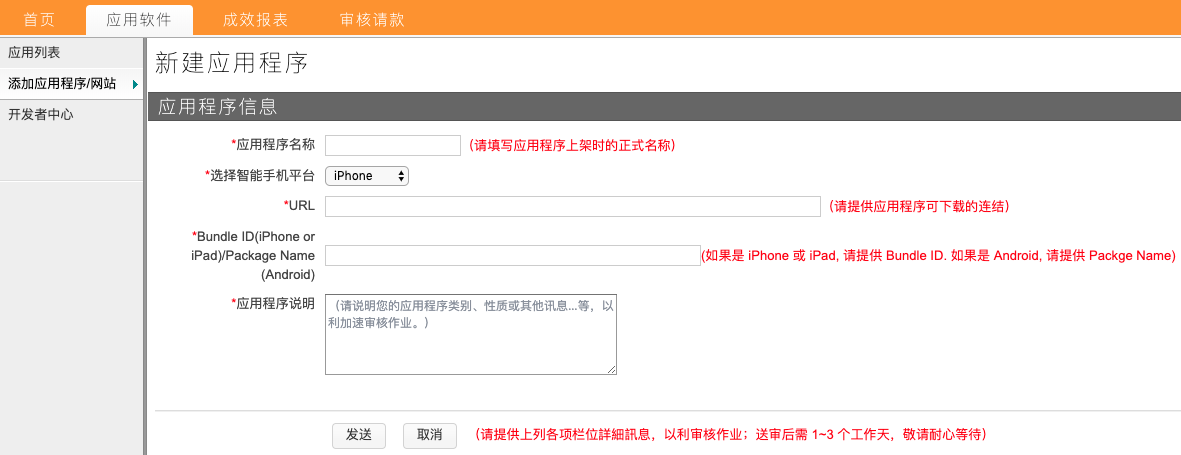 首页 应用软件 成效报表 审核请款
应用列表
添加应用程序/网站
开发者中心
新建应用程序
应用程序信息
*应用程序名称 (请填写应用程序上架时的正式名称)
*选择智能手机平台 iPhone
*URL (请提供应用程序可下载的连结)
*Bundle ID(iPhone or
iPad)/Package Name
(Android)
(如果是 iPhone 或 iPad, 请提供 Bundle ID. 如果是 Android, 请提供 Packge Name)
*应用程序说明
（请说明您的应用程序类别、性质或其他讯息...等，以
利加速审核作业。）
发送 取消 (请提供上列各项栏位詳細訊息，以利审核作业；送审后需 1~3 个工作天，敬请耐心等待)